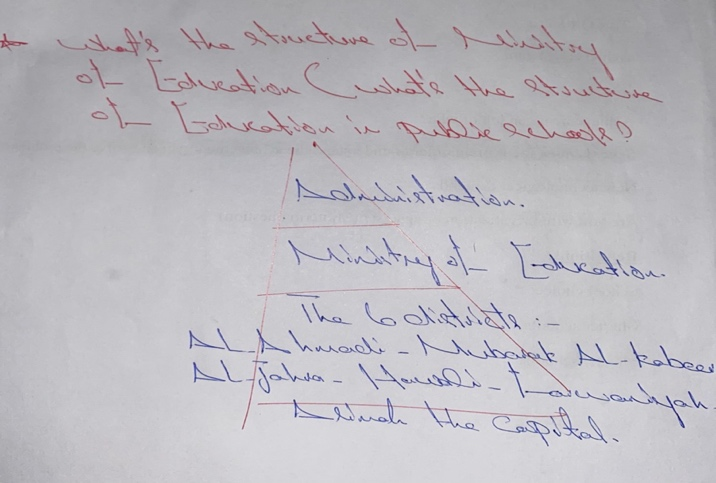 * What's the structure of Ministry
of Education (what's the structure
of Education in public schools?
Administration.
Ministry of Education.
The 6 districts :-
AL-Ahmadi - Mubarak AL-kabeer
AL-Jahra - Hawalli - Farwaniyah.
the Capital.